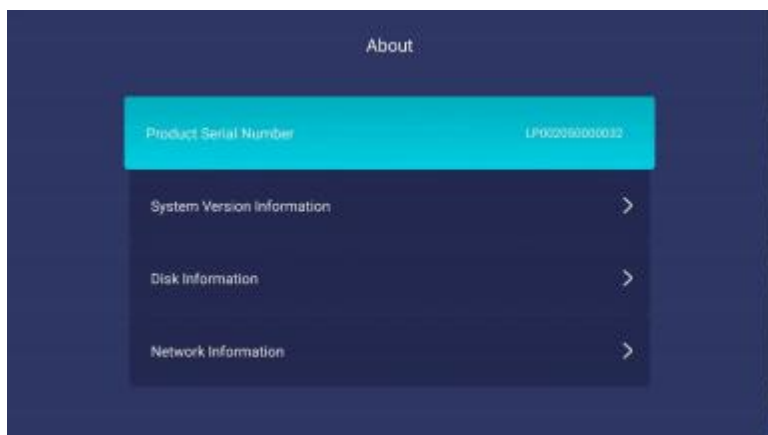 About
Product Serial Number
System Version Information
Disk Information
Network Information